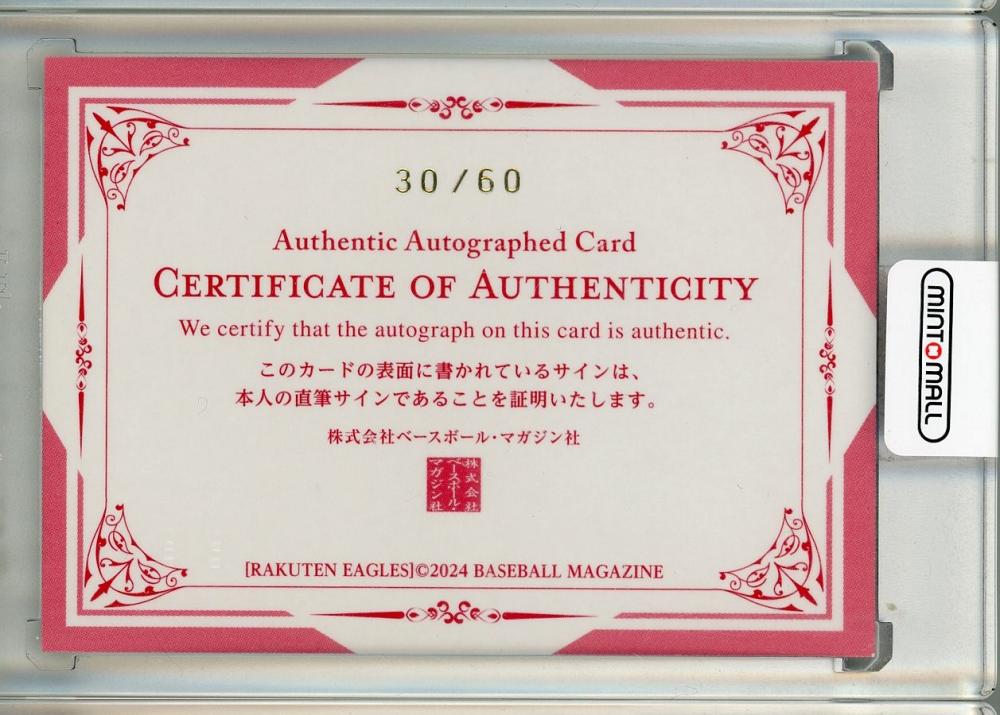 30/60
Authentic Autographed Card
CERTIFICATE OF AUTHENTICITY
We certify that the autograph on this card is authentic.
このカードの表面に書かれているサインは、
本人の直筆サインであることを証明いたします。
株式会社ベースボール・マガジン社
株式会社
ベースボール・
マガジン社
[RAKUTEN EAGLES]©2024 BASEBALL MAGAZINE
MINTOMALL